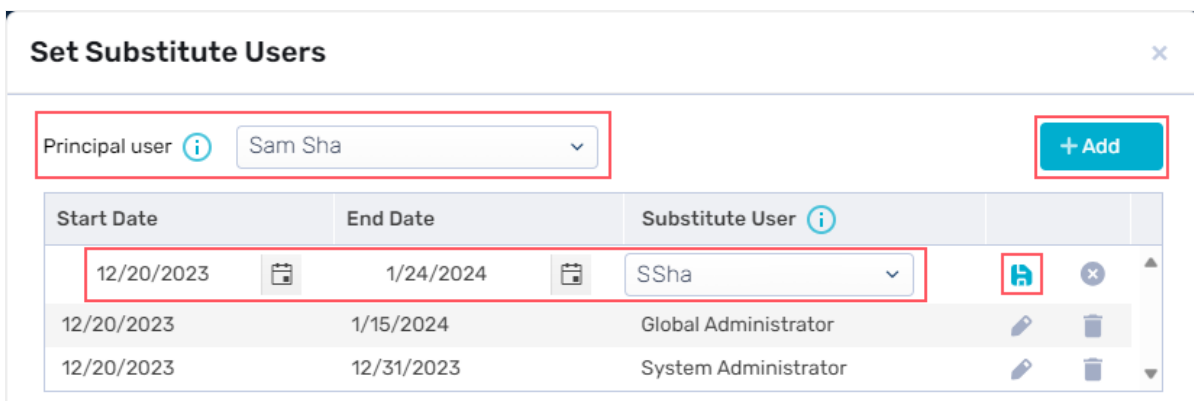 Set Substitute Users
Principal user Sam Sha + Add
Start Date End Date Substitute User
12/20/2023 1/24/2024 SSha
12/20/2023 1/15/2024 Global Administrator
12/20/2023 12/31/2023 System Administrator